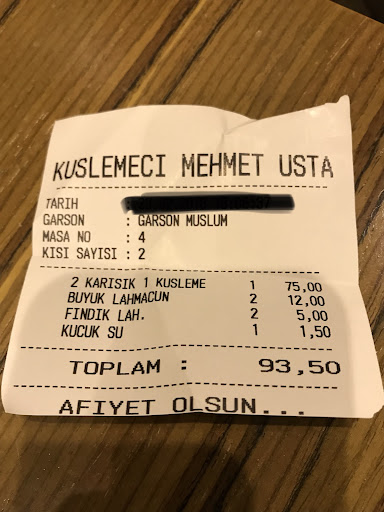 KUSLEMECI MEHMET USTA
TARIH
GARSON : GARSON MUSLUM
MASA NO : 4
KISI SAYISI : 2
2 KARISIK 1 KUSLEME 1 75,00
BUYUK LAHMACUN 2 12,00
FINDIK LAH. 2 5,00
KUCUK SU 1 1,50
TOPLAM : 93,50
AFIYET OLSUN...